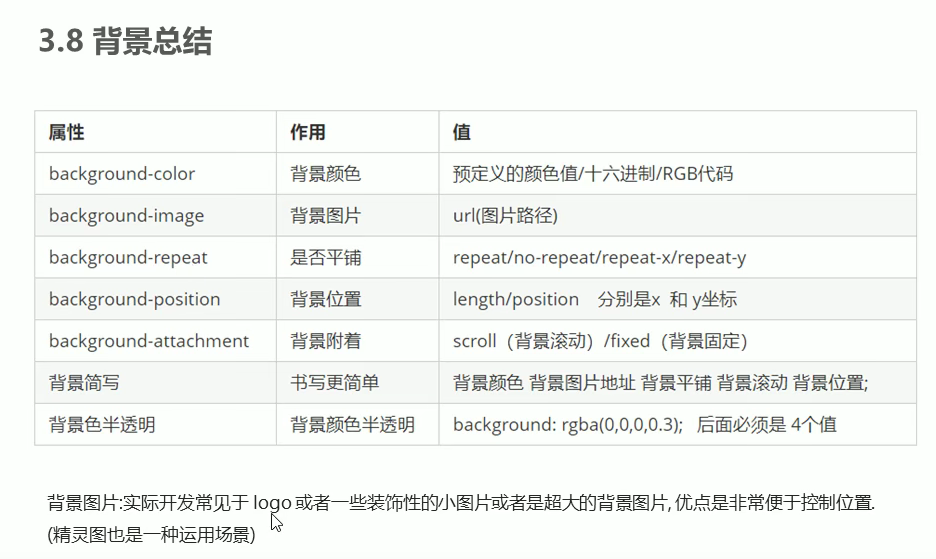 3.8 背景总结
属性 作用 值
background-color 背景颜色 预定义的颜色值/十六进制/RGB代码
background-image 背景图片 url(图片路径)
background-repeat 是否平铺 repeat/no-repeat/repeat-x/repeat-y
background-position 背景位置 length/position 分别是x 和 y坐标
background-attachment 背景附着 scroll（背景滚动）/fixed（背景固定）
背景简写 书写更简单 背景颜色 背景图片地址 背景平铺 背景滚动 背景位置;
背景色半透明 背景颜色半透明 background: rgba(0,0,0,0.3); 后面必须是 4个值
背景图片:实际开发常见于 logo 或者一些装饰性的小图片或者是超大的背景图片, 优点是非常便于控制位置.
(精灵图也是一种运用场景)